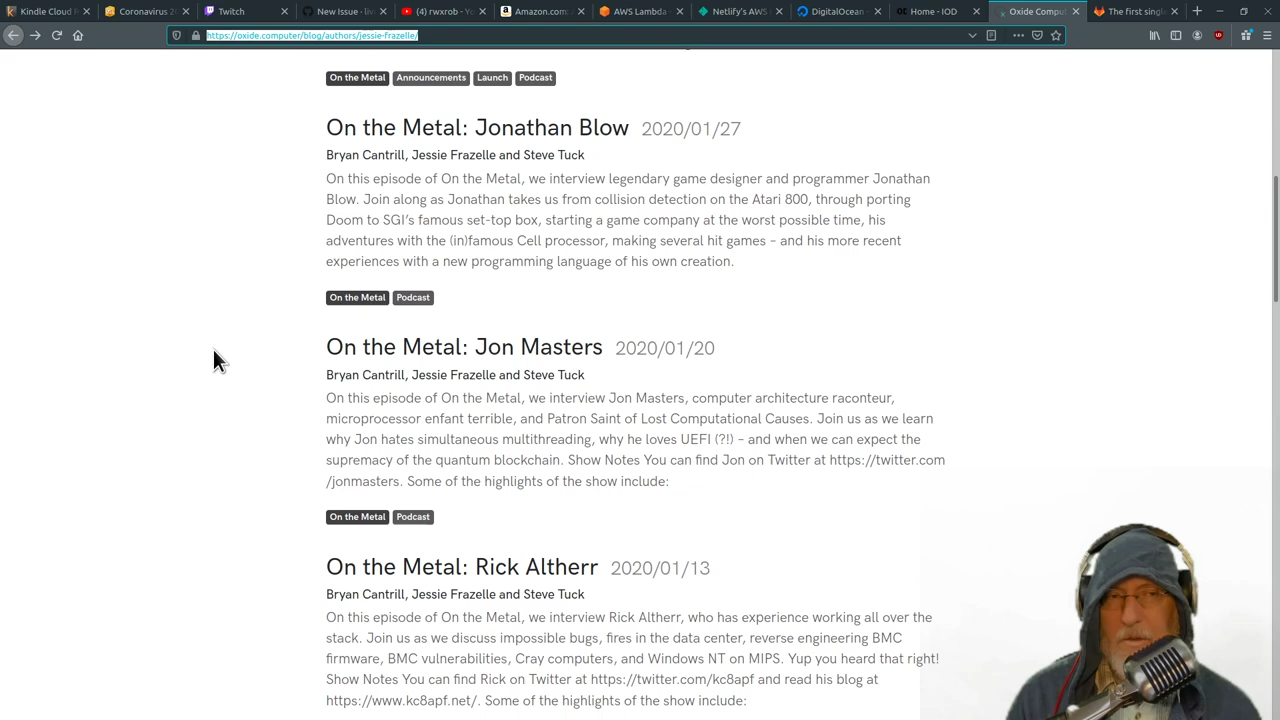 Kindle Cloud R
Coronavirus 20
Twitch
New Issue · live
(4) rwxrob - Yo
Amazon.com:
AWS Lambda -
Netlify's Awe
DigitalOcean
Home - IOO
Oxide Comput
The first single
https://oxide.computer/blog/authors/jessie-frazelle/
On the Metal Announcements Launch Podcast
On the Metal: Jonathan Blow 2020/01/27
Bryan Cantrill, Jessie Frazelle and Steve Tuck
On this episode of On the Metal, we interview legendary game designer and programmer Jonathan
Blow. Join along as Jonathan takes us from collision detection on the Atari 800, through porting
Doom to SGI's famous set-top box, starting a game company at the worst possible time, his
adventures with the (in)famous Cell processor, making several hit games – and his more recent
experiences with a new programming language of his own creation.
On the Metal Podcast
On the Metal: Jon Masters 2020/01/20
Bryan Cantrill, Jessie Frazelle and Steve Tuck
On this episode of On the Metal, we interview Jon Masters, computer architecture raconteur,
microprocessor enfant terrible, and Patron Saint of Lost Computational Causes. Join us as we learn
why Jon hates simultaneous multithreading, why he loves UEFI (?!) – and when we can expect the
supremacy of the quantum blockchain. Show Notes You can find Jon on Twitter at https://twitter.com
/jonmasters. Some of the highlights of the show include:
On the Metal Podcast
On the Metal: Rick Altherr 2020/01/13
Bryan Cantrill, Jessie Frazelle and Steve Tuck
On this episode of On the Metal, we interview Rick Altherr, who has experience working all over the
stack. Join us as we discuss impossible bugs, fires in the data center, reverse engineering BMC
firmware, BMC vulnerabilities, Cray computers, and Windows NT on MIPS. Yup you heard that right!
Show Notes You can find Rick on Twitter at https://twitter.com/kc8apf and read his blog at
https://www.kc8apf.net/. Some of the highlights of the show include: